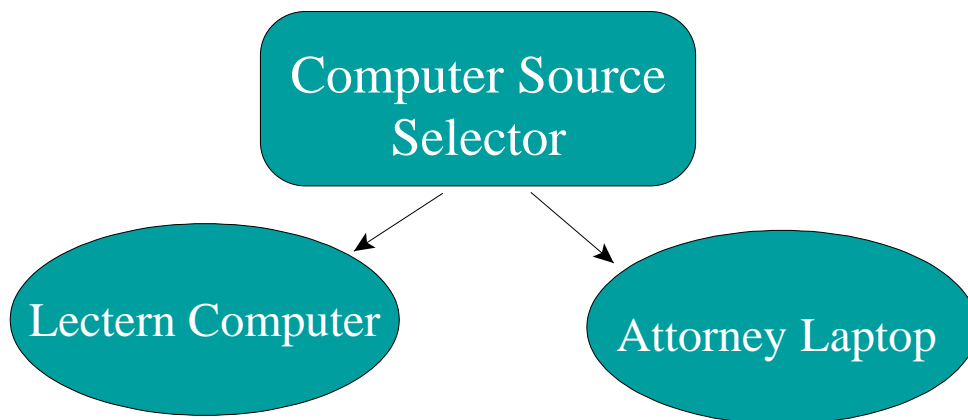 Computer Source
Selector
Lectern Computer
Attorney Laptop